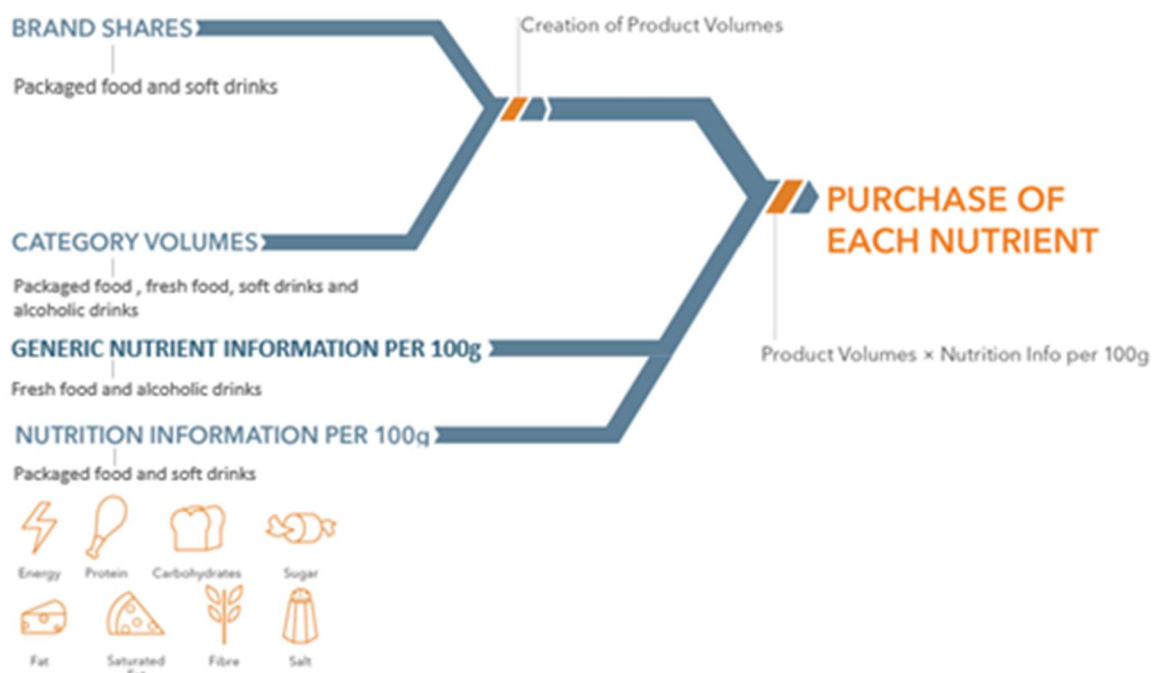 BRAND SHARES
Creation of Product Volumes
Packaged food and soft drinks
PURCHASE OF
EACH NUTRIENT
CATEGORY VOLUMES
Packaged food , fresh food, soft drinks and
alcoholic drinks
GENERIC NUTRIENT INFORMATION PER 100g
Product Volumes × Nutrition Info per 100g
Fresh food and alcoholic drinks
NUTRITION INFORMATION PER 100g
Packaged food and soft drinks
Energy Protein Carbohydrates Sugar
Fat Saturated Fibre Salt